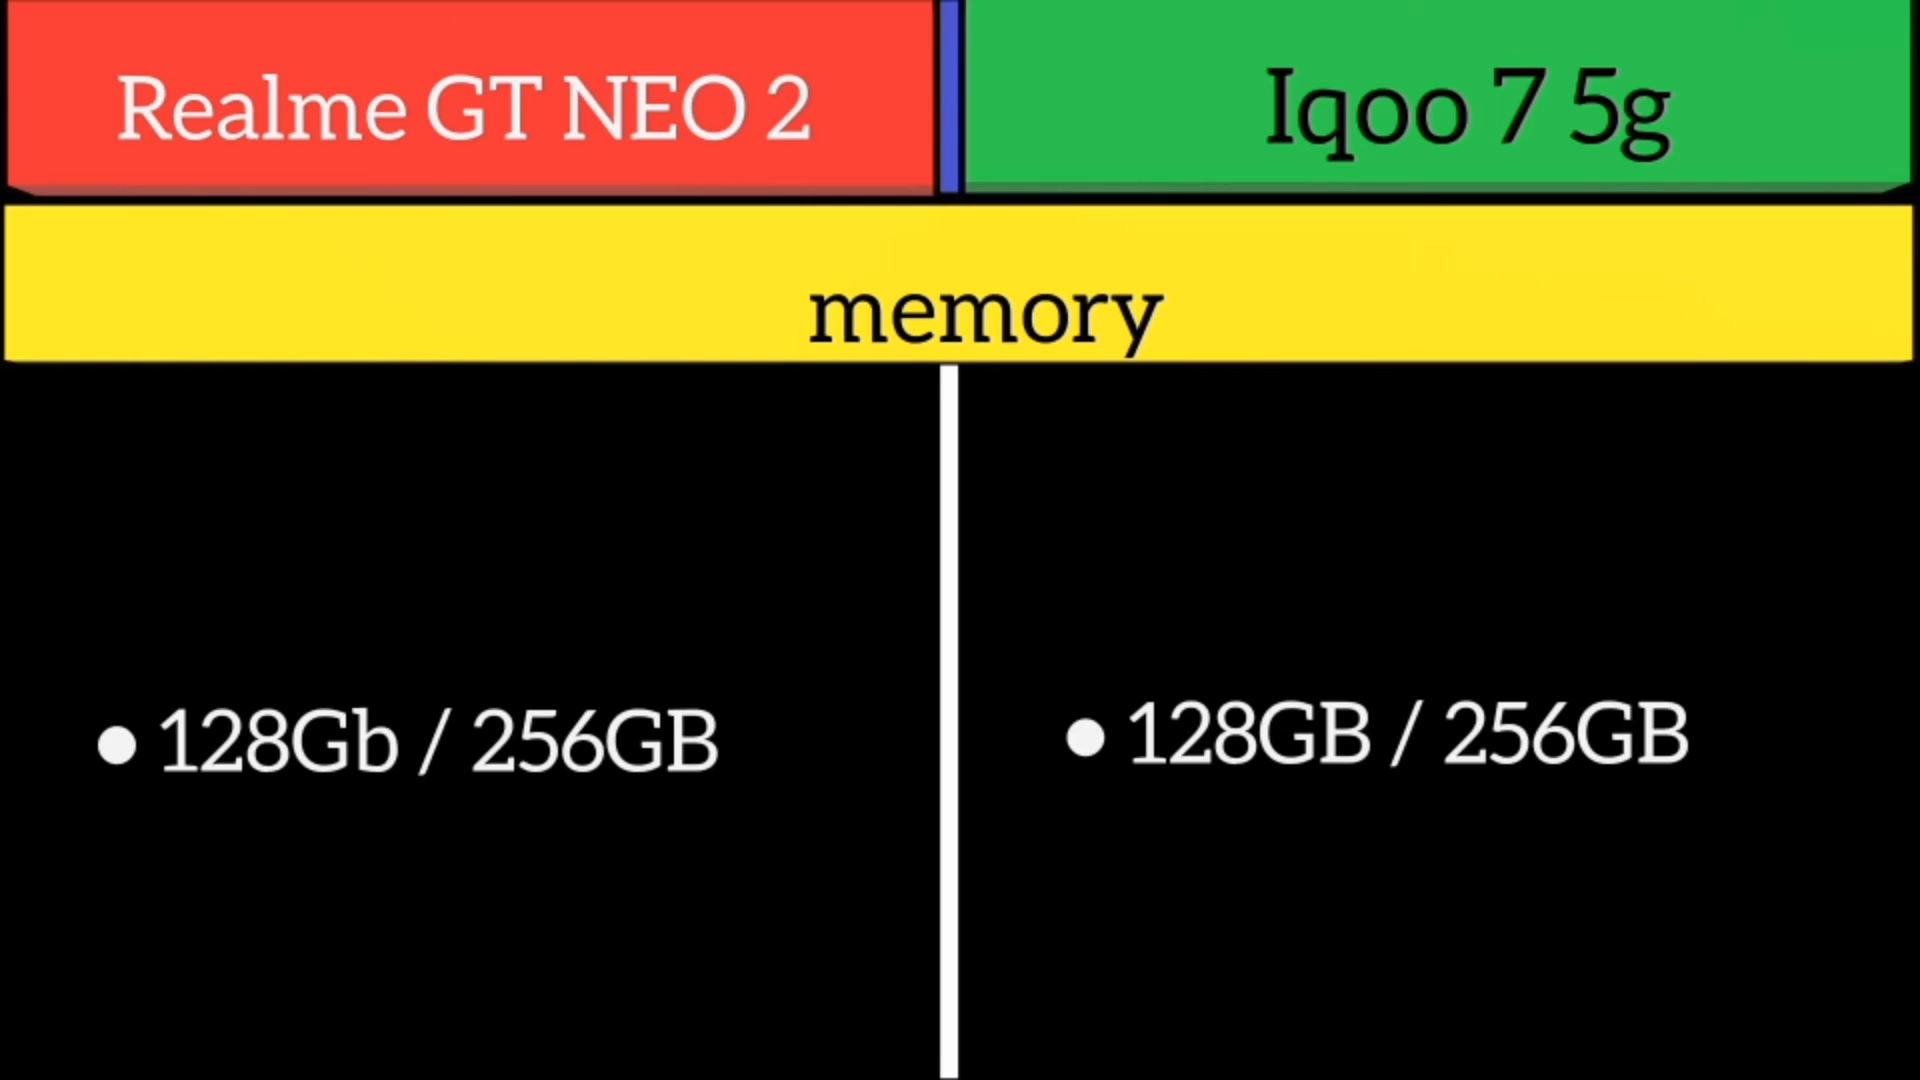 Realme GT NEO 2
Iqoo 7 5g
memory
● 128Gb / 256GB
● 128GB / 256GB